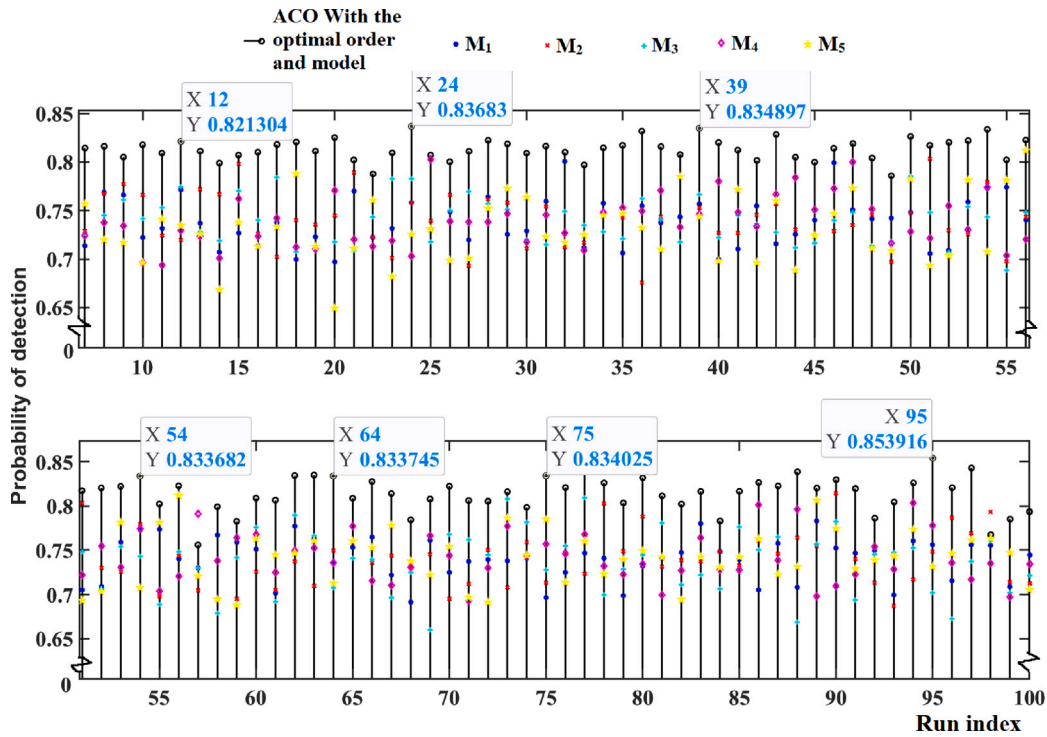 ACO With the
optimal order
and model
M1
M2
M3
M4
M5
X 12
Y 0.821304
X 24
Y 0.83683
X 39
Y 0.834897
0.85
0.8
0.75
0.7
0.65
0
10 15 20 25 30 35 40 45 50 55
Probability of detection
X 54
Y 0.833682
X 64
Y 0.833745
X 75
Y 0.834025
X 95
Y 0.853916
0.85
0.8
0.75
0.7
0.65
0
55 60 65 70 75 80 85 90 95 100
Run index